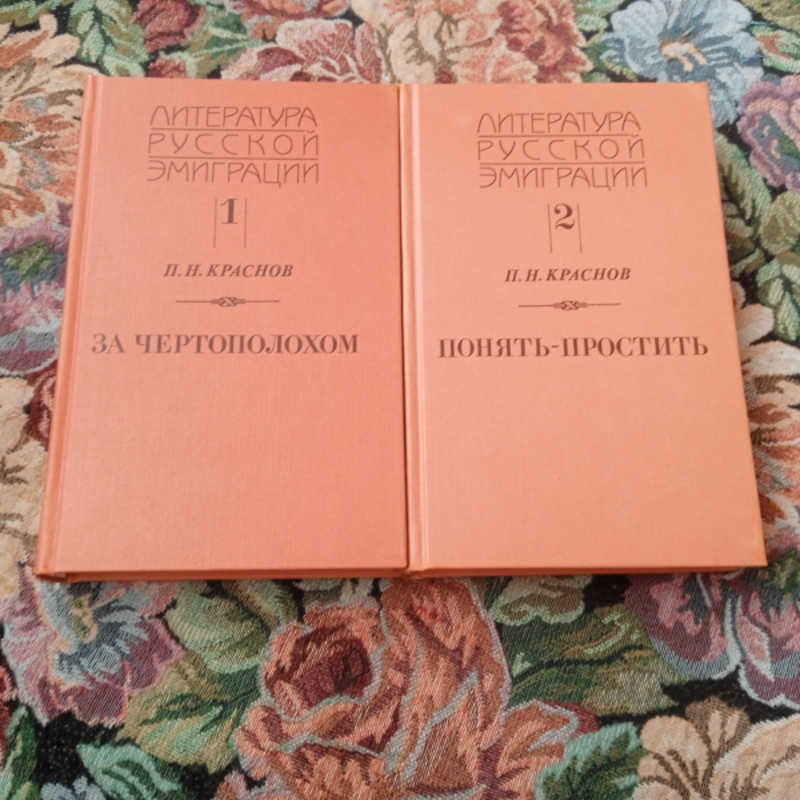 ЛИТЕРАТУРА
РУССКОЙ
ЭМИГРАЦИИ
1
П. Н. КРАСНОВ
ЗА ЧЕРТОПОЛОХОМ
ЛИТЕРАТУРА
РУССКОЙ
ЭМИГРАЦИИ
2
П. Н. КРАСНОВ
ПОНЯТЬ-ПРОСТИТЬ